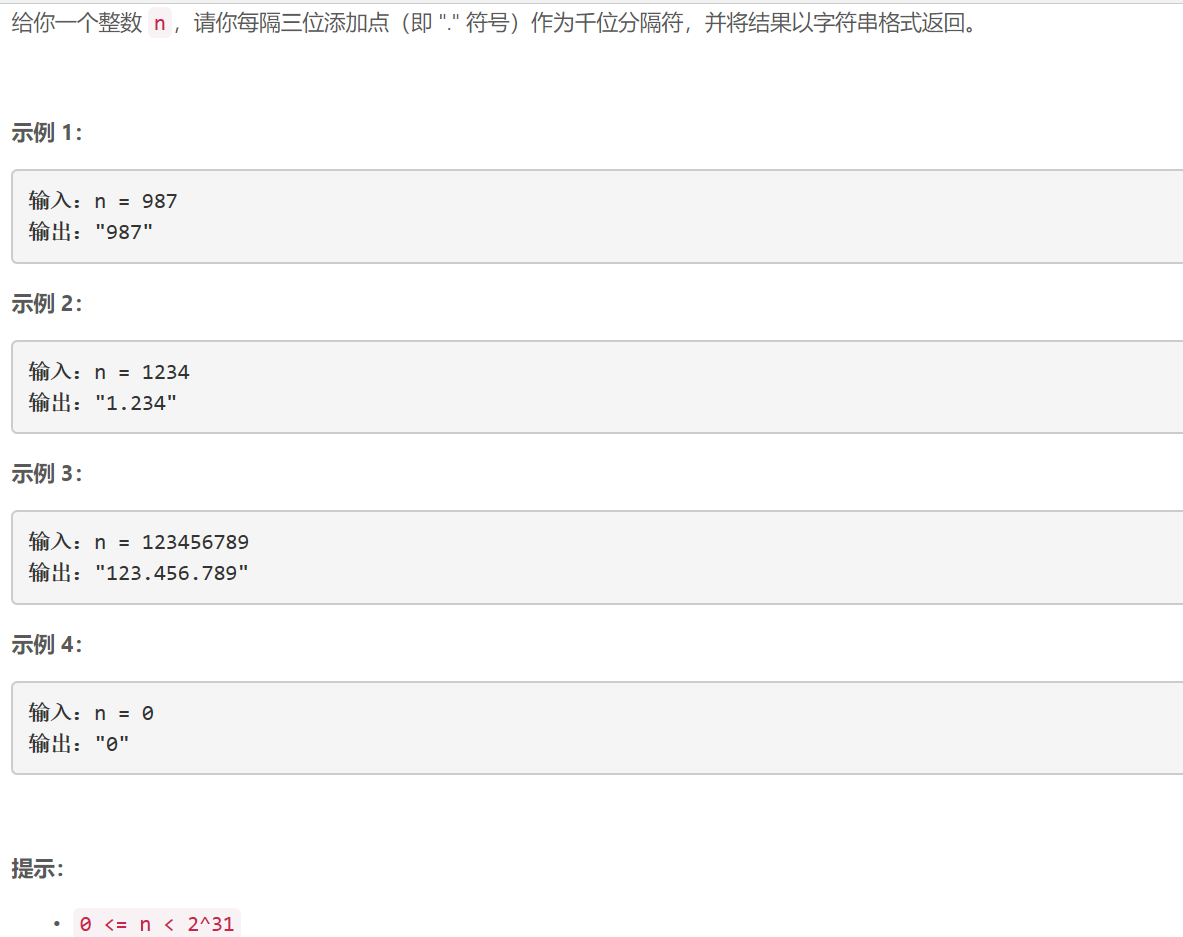 给你一个整数 n，请你每隔三位添加点（即 "." 符号）作为千位分隔符，并将结果以字符串格式返回。
示例 1：
输入：n = 987
输出："987"
示例 2：
输入：n = 1234
输出："1.234"
示例 3：
输入：n = 123456789
输出："123.456.789"
示例 4：
输入：n = 0
输出："0"
提示：
• 0 <= n < 2^31